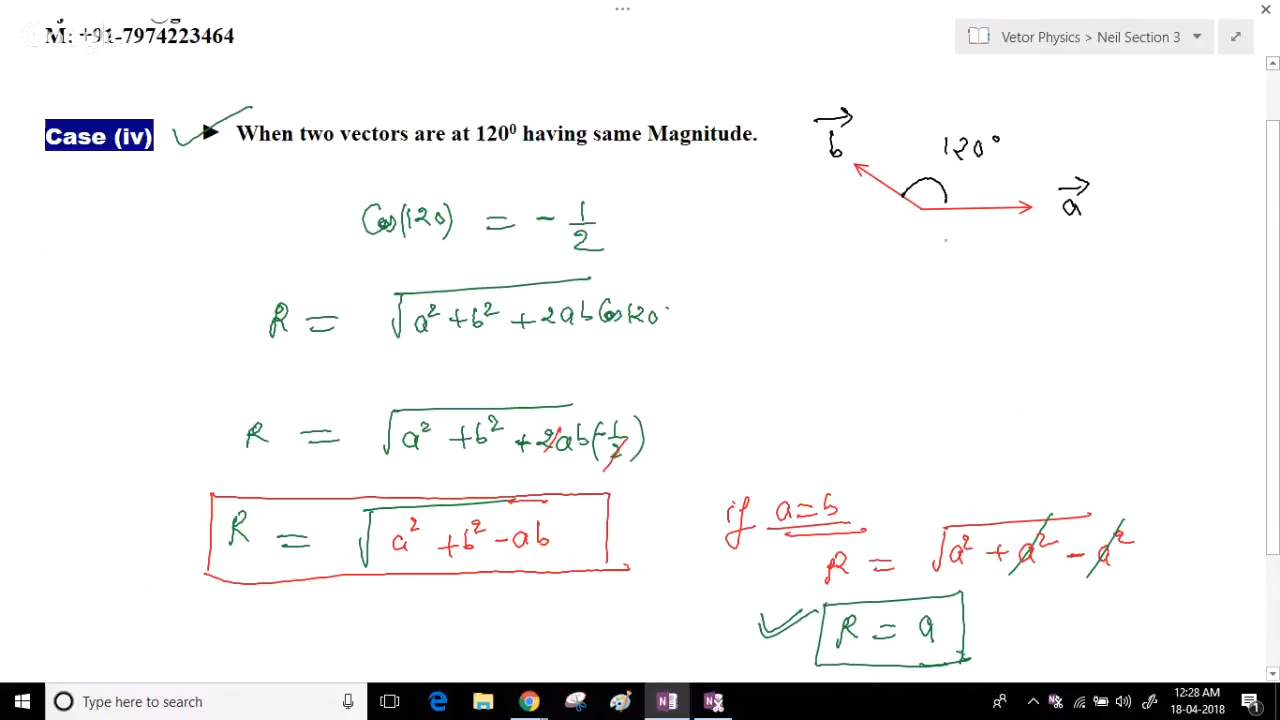 M: +91-7974223464
Vetor Physics > Neil Section 3
Case (iv)
► When two vectors are at 120⁰ having same Magnitude.
b
120°
a
Cos(120) = - 1/2
R = √a² + b² + 2ab Cos120
R = √a² + b² + 2ab(-1/2)
R = √a² + b² - ab
if a = b
R = √a² + a² - a²
R = a
Type here to search
12:28 AM
18-04-2018
1